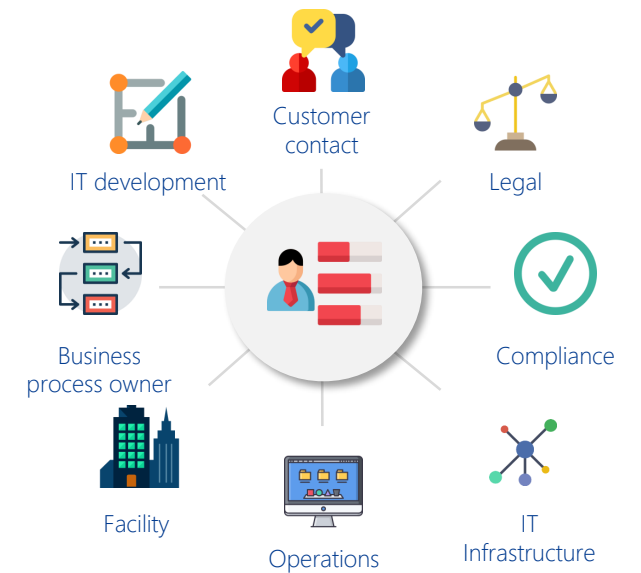 Customer
contact
IT development
Legal
Business
process owner
Compliance
Facility
IT
Infrastructure
Operations